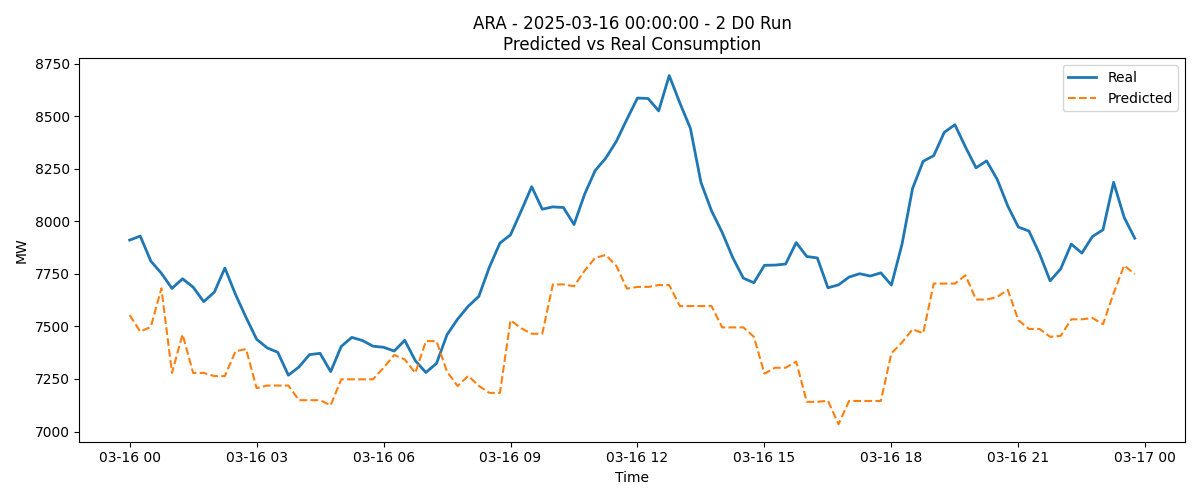 ARA - 2025-03-16 00:00:00 - 2 D0 Run
Predicted vs Real Consumption
Real
Predicted
MW
8750
8500
8250
8000
7750
7500
7250
7000
03-16 00
03-16 03
03-16 06
03-16 09
03-16 12
03-16 15
03-16 18
03-16 21
03-17 00
Time